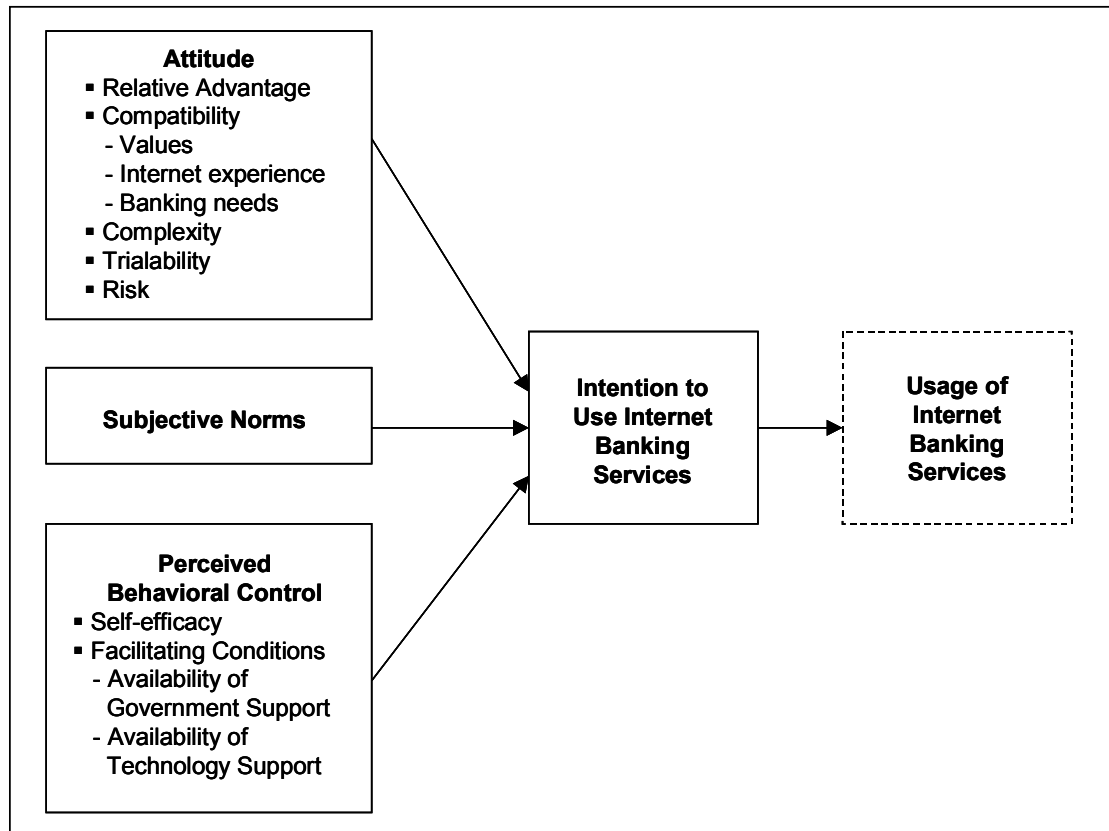 Attitude
▪ Relative Advantage
▪ Compatibility
- Values
- Internet experience
- Banking needs
▪ Complexity
▪ Trialability
▪ Risk
Subjective Norms
Perceived
Behavioral Control
▪ Self-efficacy
▪ Facilitating Conditions
- Availability of
Government Support
- Availability of
Technology Support
Intention to
Use Internet
Banking
Services
Usage of
Internet
Banking
Services